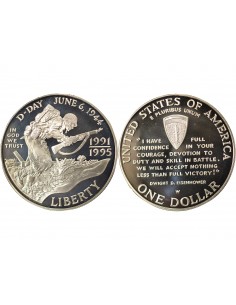 D-DAY JUNE 6, 1944
IN
GOD
WE
TRUST
1991
1995
LIBERTY
UNITED STATES OF AMERICA
E PLURIBUS UNUM
"I HAVE FULL
CONFIDENCE IN YOUR
COURAGE, DEVOTION TO
DUTY AND SKILL IN BATTLE.
WE WILL ACCEPT NOTHING
LESS THAN FULL VICTORY!"
DWIGHT D. EISENHOWER
W
ONE DOLLAR